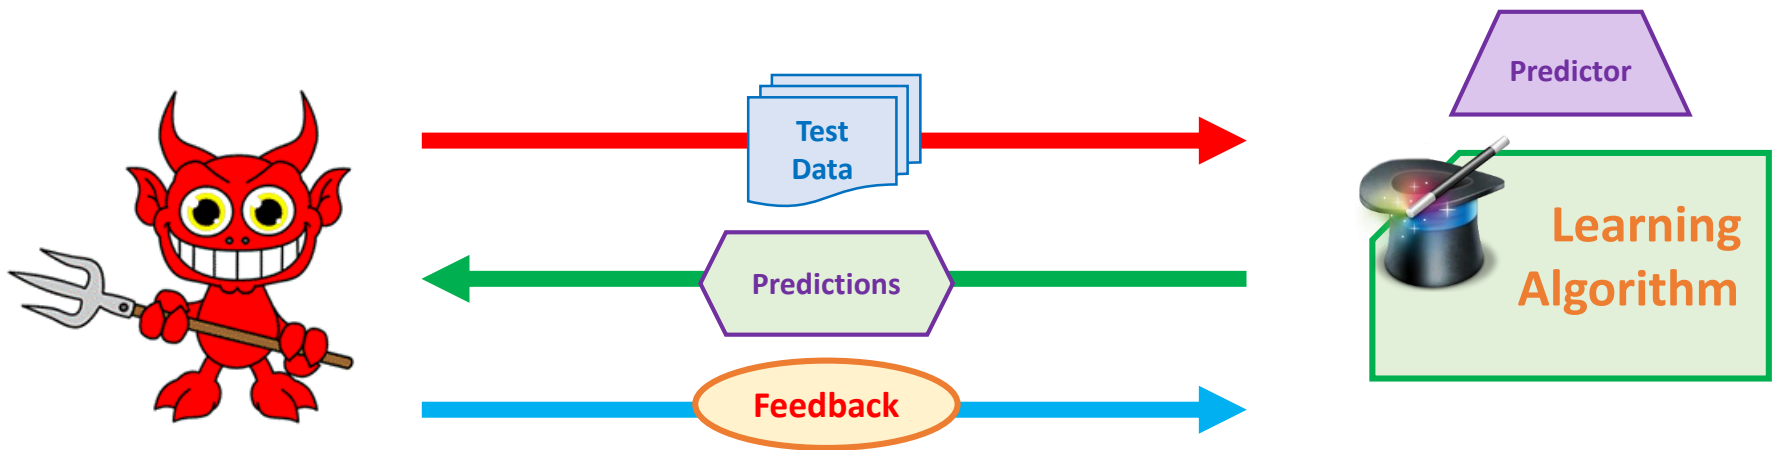 Predictor
Test
Data
Learning
Algorithm
Predictions
Feedback